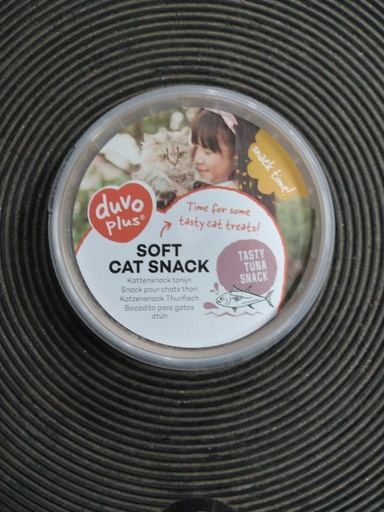 snack time!
duvo
plus®
Time for some
tasty cat treats!
SOFT
CAT SNACK
Kattensnack tonijn
Snack pour chats thon
Katzensnack Thunfisch
Bocadito para gatos
atún
TASTY
TUNA
SNACK